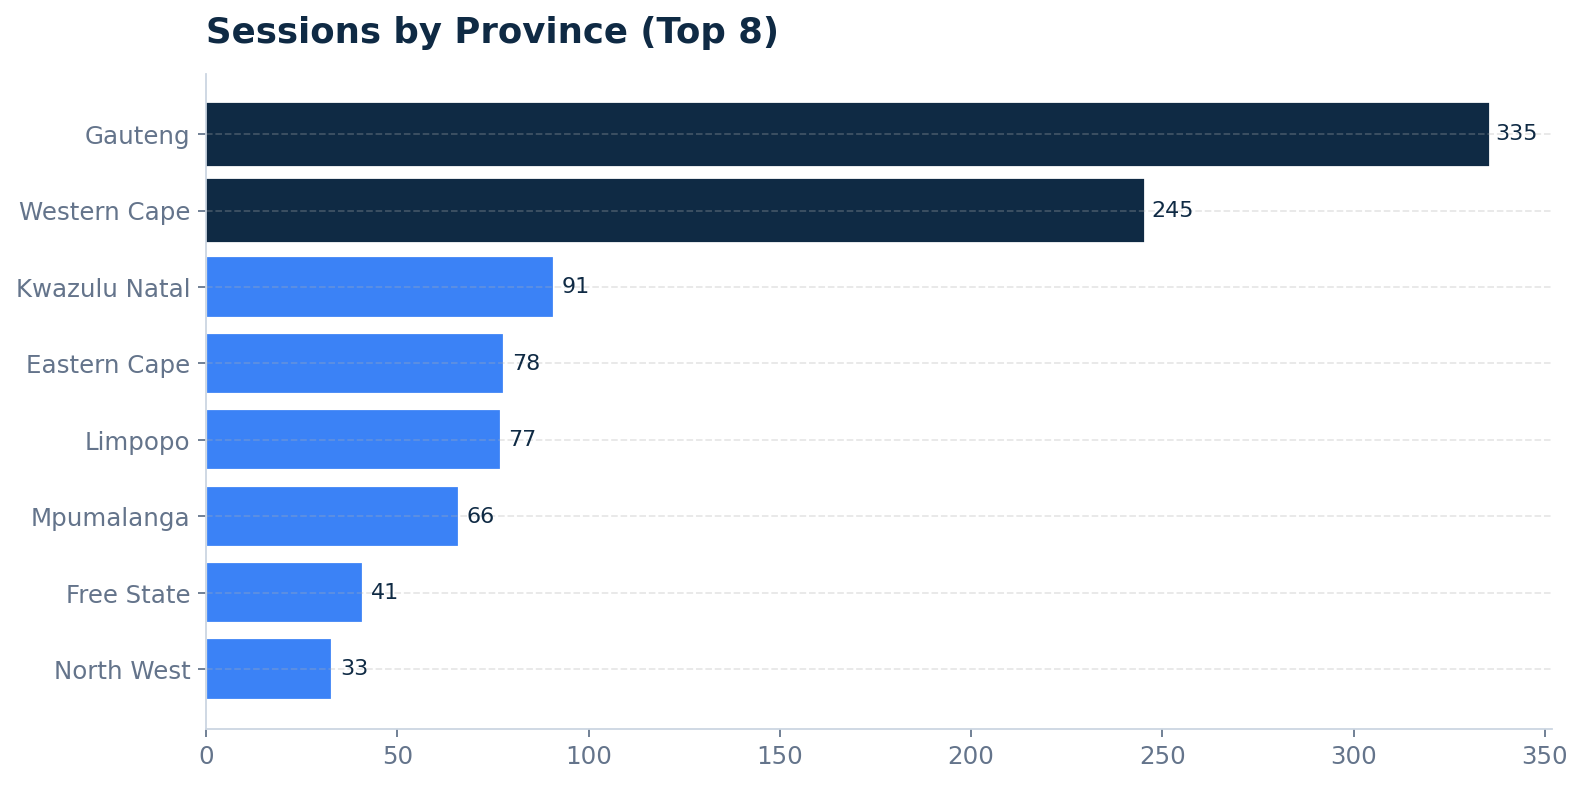 Sessions by Province (Top 8)
Gauteng 335
Western Cape 245
Kwazulu Natal 91
Eastern Cape 78
Limpopo 77
Mpumalanga 66
Free State 41
North West 33
0 50 100 150 200 250 300 350